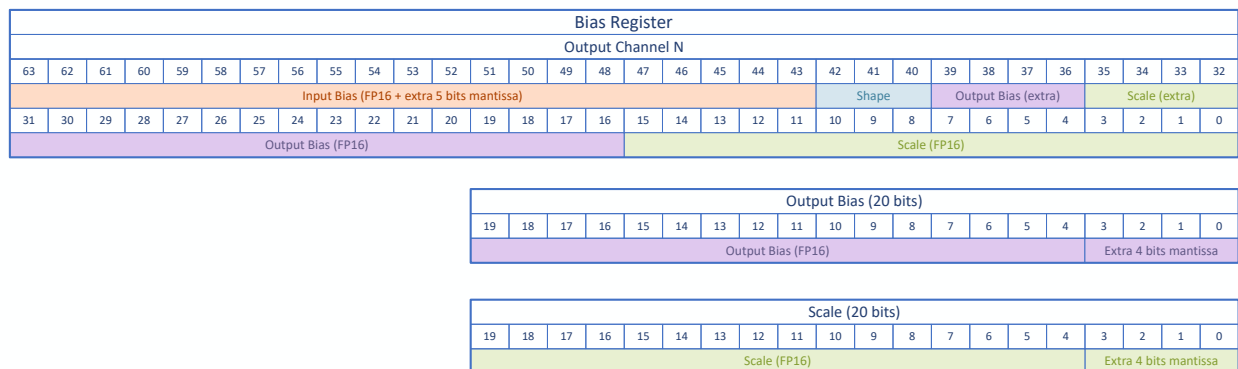 Bias Register
Output Channel N
63 62 61 60 59 58 57 56 55 54 53 52 51 50 49 48 47 46 45 44 43 42 41 40 39 38 37 36 35 34 33 32
Input Bias (FP16 + extra 5 bits mantissa) Shape Output Bias (extra) Scale (extra)
31 30 29 28 27 26 25 24 23 22 21 20 19 18 17 16 15 14 13 12 11 10 9 8 7 6 5 4 3 2 1 0
Output Bias (FP16) Scale (FP16)
Output Bias (20 bits)
19 18 17 16 15 14 13 12 11 10 9 8 7 6 5 4 3 2 1 0
Output Bias (FP16) Extra 4 bits mantissa
Scale (20 bits)
19 18 17 16 15 14 13 12 11 10 9 8 7 6 5 4 3 2 1 0
Scale (FP16) Extra 4 bits mantissa